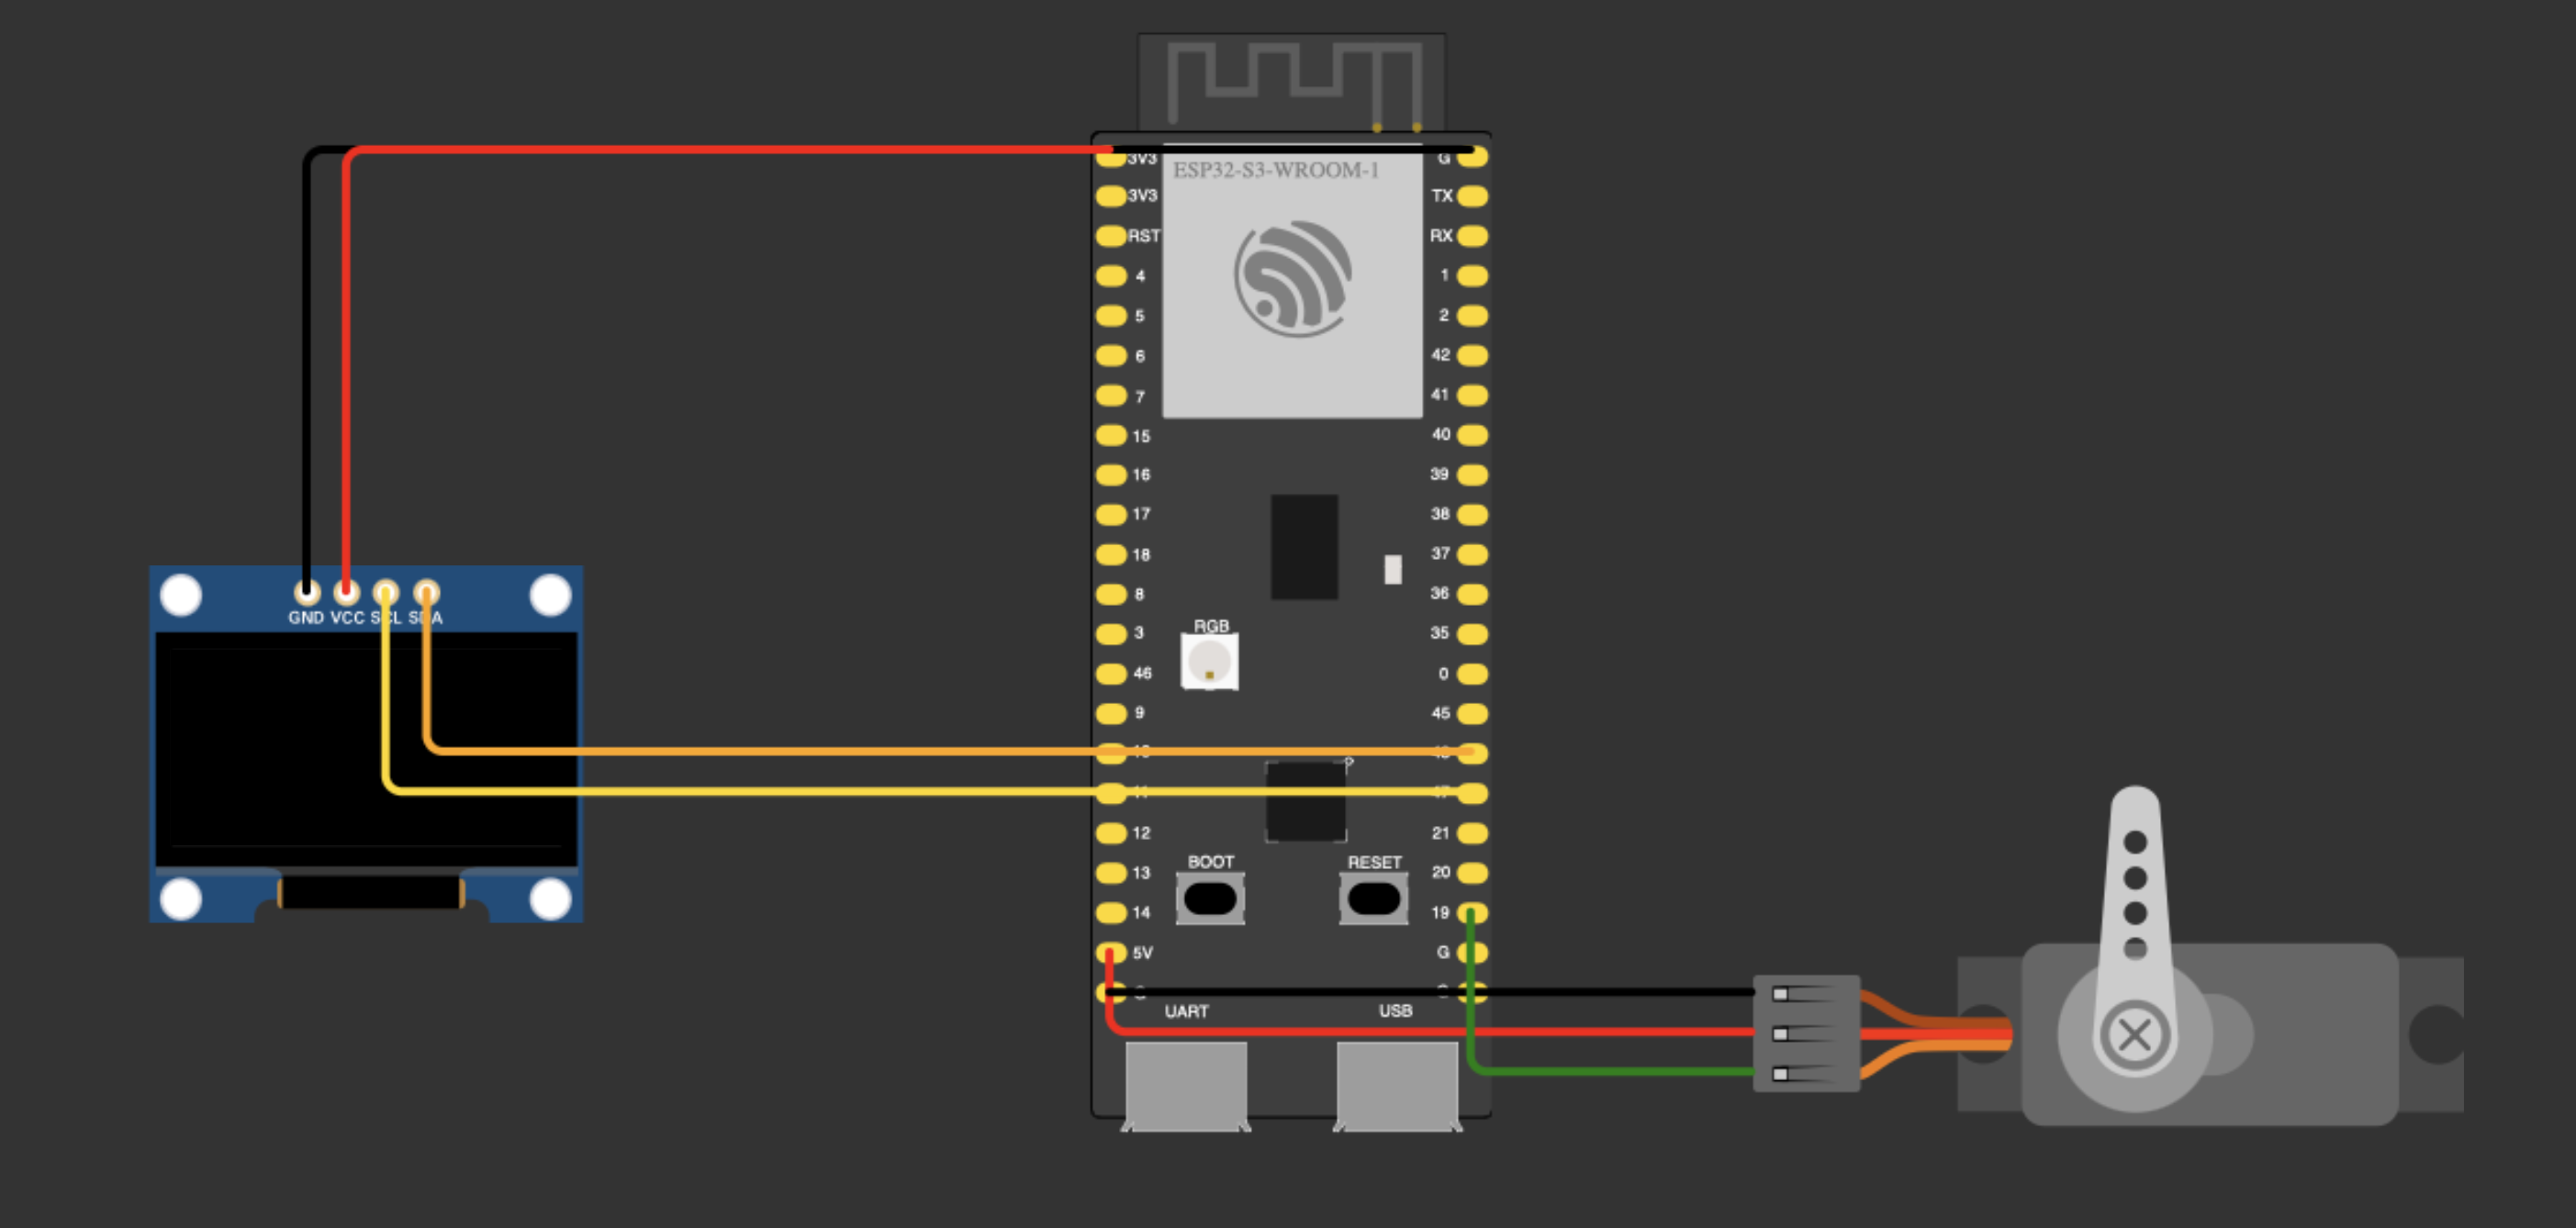 3V3 G
ESP32-S3-WROOM-1
3V3 TX
RST RX
4 1
5 2
6 42
7 41
15 40
16 39
17 38
18 37
8 36
GND VCC SCL SDA
RGB
3 35
46 0
9 45
12 21
BOOT RESET
13 20
14 19
5V G
UART USB